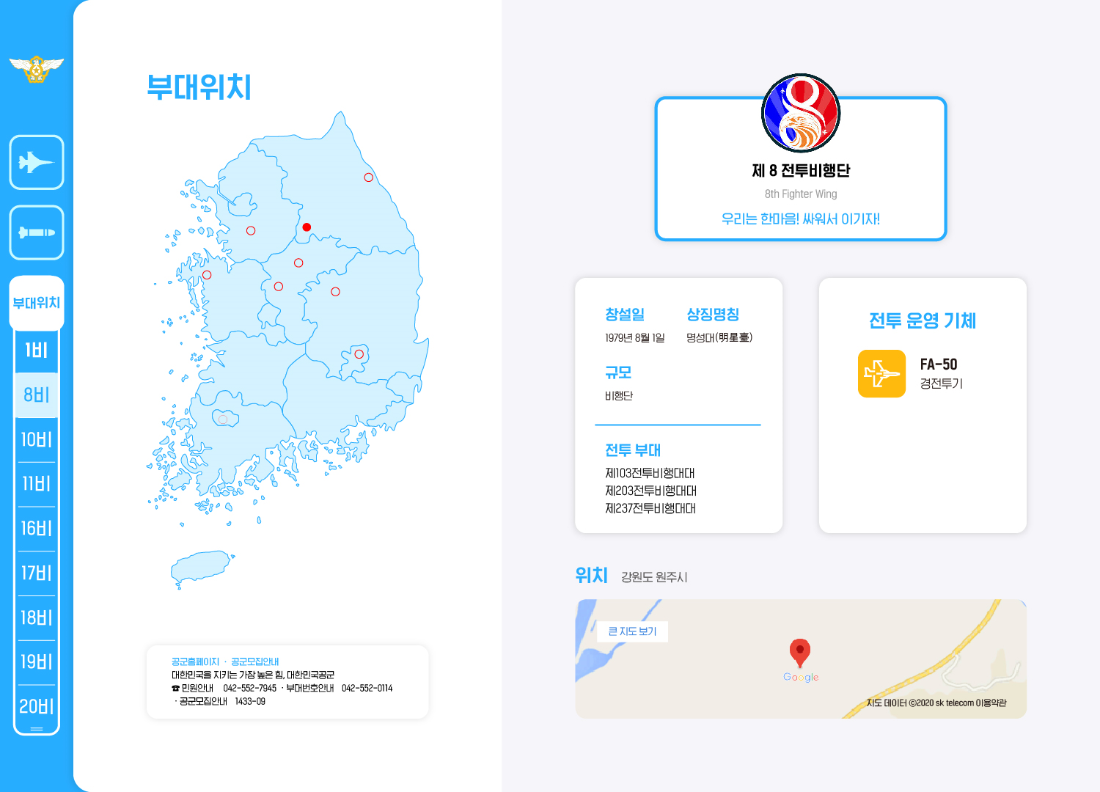 부대위치
1비
8비
10비
11비
16비
17비
18비
19비
20비
부대위치
공군홈페이지 · 공군모집안내
대한민국을 지키는 가장 높은 힘, 대한민국공군
☎ 민원안내 042-552-7945 · 부대번호안내 042-552-0114
· 공군모집안내 1433-09
8
제 8 전투비행단
8th Fighter Wing
우리는 한마음! 싸워서 이기자!
창설일 상징명칭
1979년 8월 1일 명성대(明星臺)
규모
비행단
전투 부대
제103전투비행대대
제203전투비행대대
제237전투비행대대
전투 운영 기체
FA-50
경전투기
위치 강원도 원주시
큰 지도 보기
Google
지도 데이터 ©2020 sk telecom 이용약관